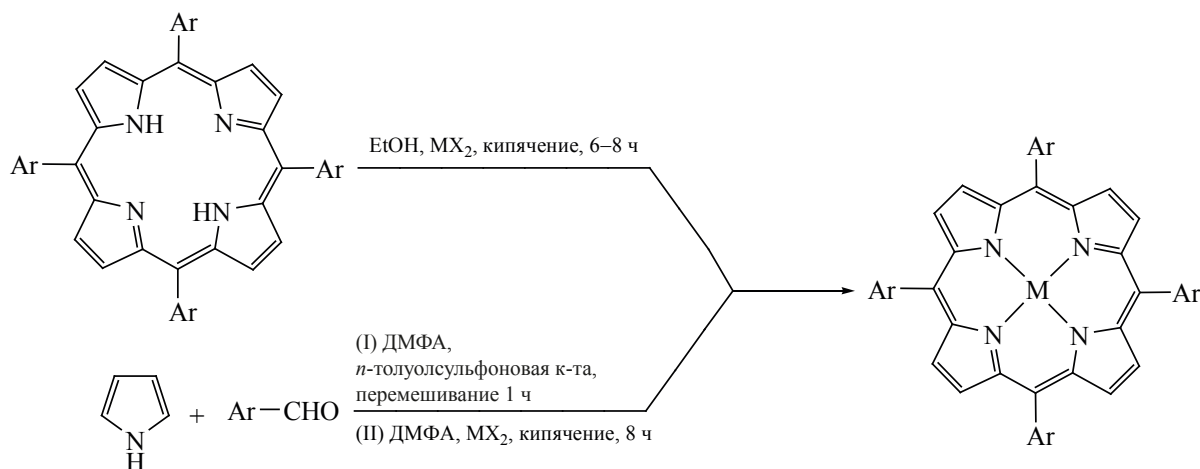 Ar
NH
N
Ar
Ar
N
HN
Ar
EtOH, MX2, кипячение, 6–8 ч
Ar
N
N
Ar
M
Ar
N
N
Ar
(I) ДМФА,
п-толуолсульфоновая к-та,
перемешивание 1 ч
N
H
+
Ar—CHO
(II) ДМФА, MX2, кипячение, 8 ч